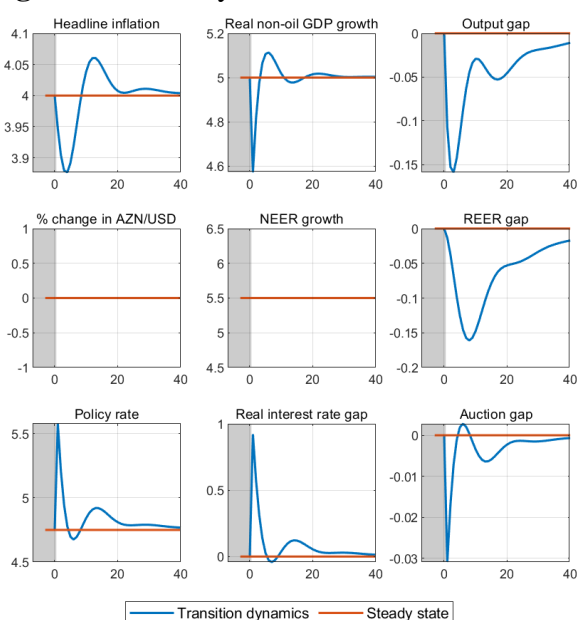 Headline inflation
Real non-oil GDP growth
Output gap
4.1
4.05
4
3.95
3.9
0 20 40
5.2
5
4.8
4.6
0 20 40
0
-0.05
-0.1
-0.15
0 20 40
% change in AZN/USD
NEER growth
REER gap
1
0.5
0
-0.5
-1
0 20 40
6.5
6
5.5
5
4.5
0 20 40
0
-0.05
-0.1
-0.15
-0.2
0 20 40
Policy rate
Real interest rate gap
Auction gap
5.5
5
4.5
0 20 40
1
0.5
0
0 20 40
0
-0.01
-0.02
-0.03
0 20 40
Transition dynamics Steady state